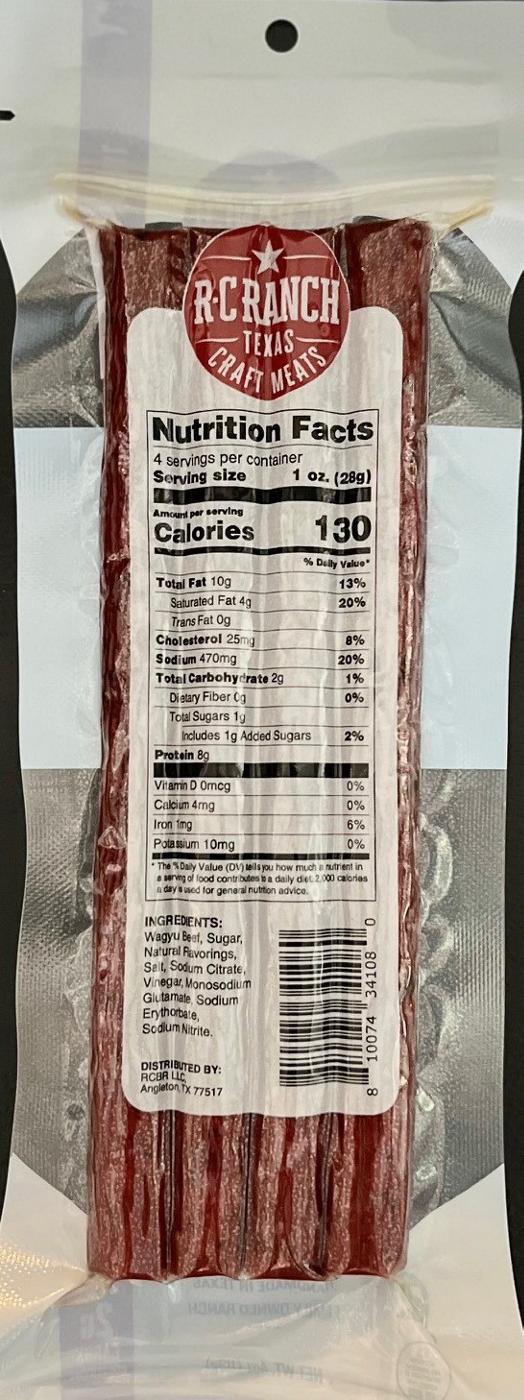 R-C RANCH
TEXAS
CRAFT MEATS
Nutrition Facts
4 servings per container
Serving size 1 oz. (28g)
Amount per serving
Calories 130
% Daily Value*
Total Fat 10g 13%
Saturated Fat 4g 20%
Trans Fat 0g
Cholesterol 25mg 8%
Sodium 470mg 20%
Total Carbohydrate 2g 1%
Dietary Fiber 0g 0%
Total Sugars 1g
Includes 1g Added Sugars 2%
Protein 8g
Vitamin D 0mcg 0%
Calcium 4mg 0%
Iron 1mg 6%
Potassium 10mg 0%
* The % Daily Value (DV) tells you how much a nutrient in
a serving of food contributes to a daily diet. 2,000 calories
a day is used for general nutrition advice.
INGREDIENTS:
Wagyu Beef, Sugar,
Natural Flavorings,
Salt, Sodium Citrate,
Vinegar, Monosodium
Glutamate, Sodium
Erythorbate,
Sodium Nitrite.
DISTRIBUTED BY:
RCBR LLC,
Angleton, TX 77517
8 10074 34108 0
HANDMADE IN TEXAS